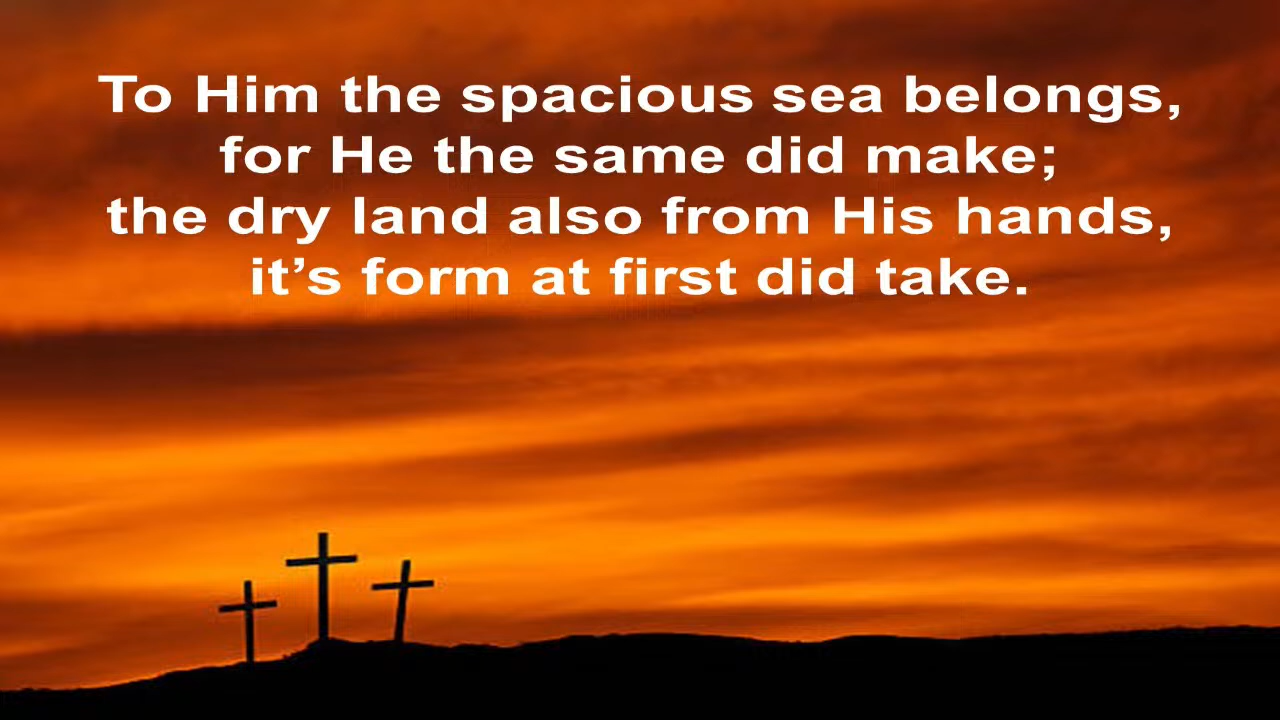 To Him the spacious sea belongs,
for He the same did make;
the dry land also from His hands,
it’s form at first did take.